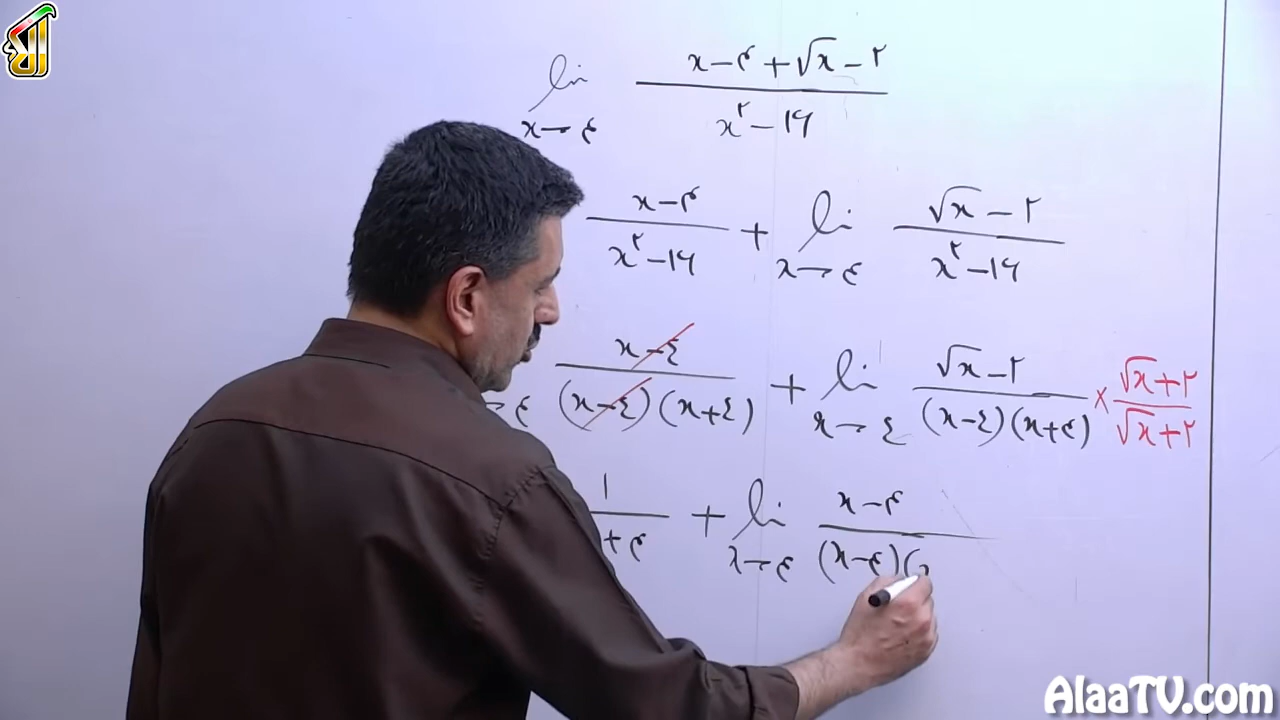 lim x→۴ (x-۴+√x-۲)/(x²-۱۶)
(x-۴)/(x²-۱۶) + lim x→۴ (√x-۲)/(x²-۱۶)
→۴ (x-۴)/((x-۴)(x+۴)) + lim x→۴ (√x-۲)/((x-۴)(x+۴)) × (√x+۲)/(√x+۲)
۱/(+۴) + lim x→۴ (x-۴)/((x-۴)(
AlaaTV.com